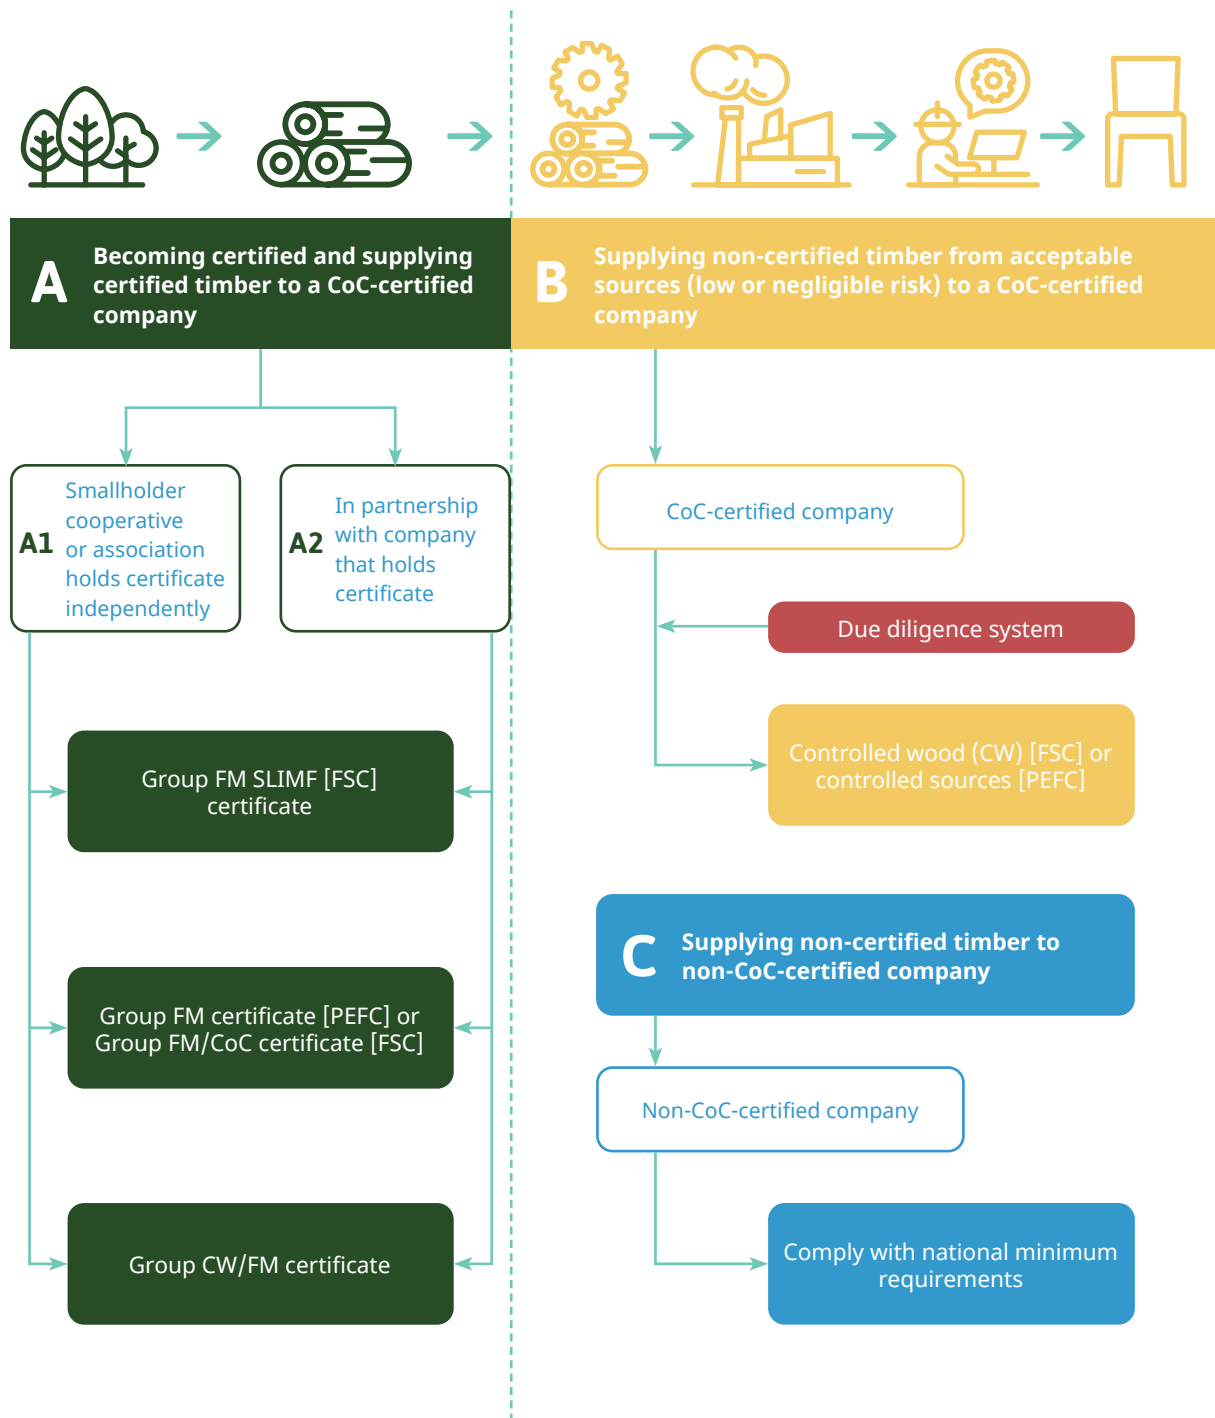 A
Becoming certified and supplying
certified timber to a CoC-certified
company
B
Supplying non-certified timber from acceptable
sources (low or negligible risk) to a CoC-certified
company
A1
Smallholder
cooperative
or association
holds certificate
independently
A2
In partnership
with company
that holds
certificate
CoC-certified company
Due diligence system
Controlled wood (CW) [FSC] or
controlled sources [PEFC]
Group FM SLIMF [FSC]
certificate
Group FM certificate [PEFC] or
Group FM/CoC certificate [FSC]
Group CW/FM certificate
C
Supplying non-certified timber to
non-CoC-certified company
Non-CoC-certified company
Comply with national minimum
requirements